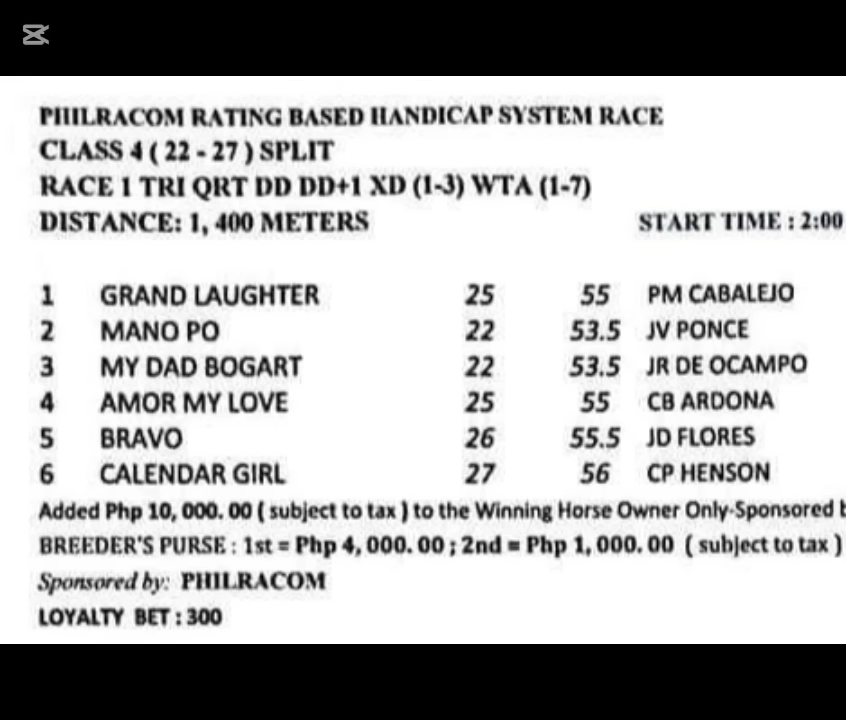 PHILRACOM RATING BASED HANDICAP SYSTEM RACE
CLASS 4 ( 22 - 27 ) SPLIT
RACE 1 TRI QRT DD DD+1 XD (1-3) WTA (1-7)
DISTANCE: 1, 400 METERS START TIME : 2:00
1 GRAND LAUGHTER 25 55 PM CABALEJO
2 MANO PO 22 53.5 JV PONCE
3 MY DAD BOGART 22 53.5 JR DE OCAMPO
4 AMOR MY LOVE 25 55 CB ARDONA
5 BRAVO 26 55.5 JD FLORES
6 CALENDAR GIRL 27 56 CP HENSON
Added Php 10, 000. 00 ( subject to tax ) to the Winning Horse Owner Only-Sponsored
BREEDER'S PURSE : 1st = Php 4, 000. 00 ; 2nd = Php 1, 000. 00 ( subject to tax )
Sponsored by: PHILRACOM
LOYALTY BET : 300